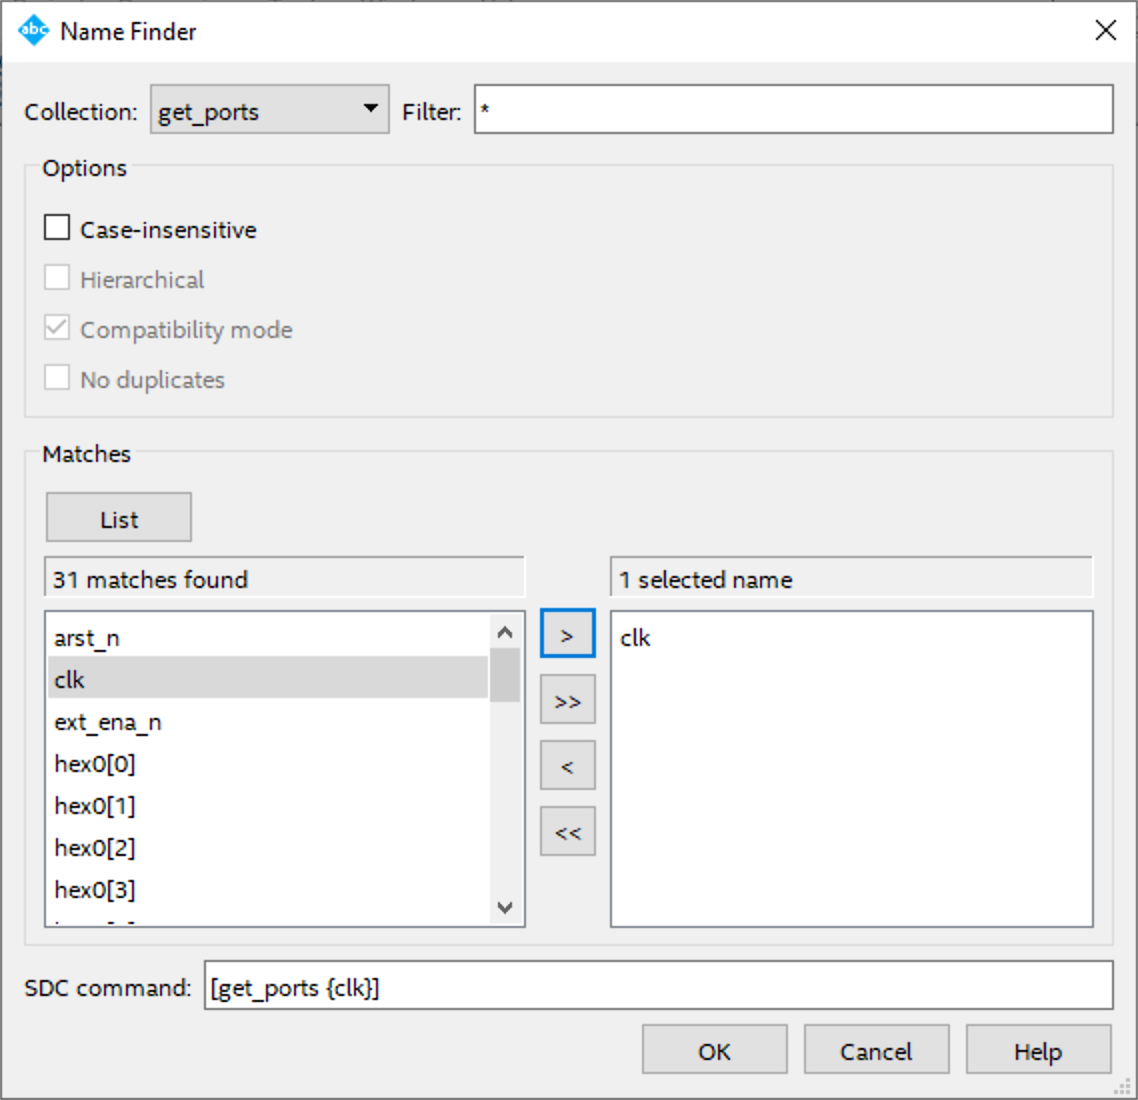 abc Name Finder
Collection: get_ports Filter: *
Options
Case-insensitive
Hierarchical
Compatibility mode
No duplicates
Matches
List
31 matches found
1 selected name
arst_n
clk
ext_ena_n
hex0[0]
hex0[1]
hex0[2]
hex0[3]
>
>>
<
<<
clk
SDC command: [get_ports {clk}]
OK Cancel Help